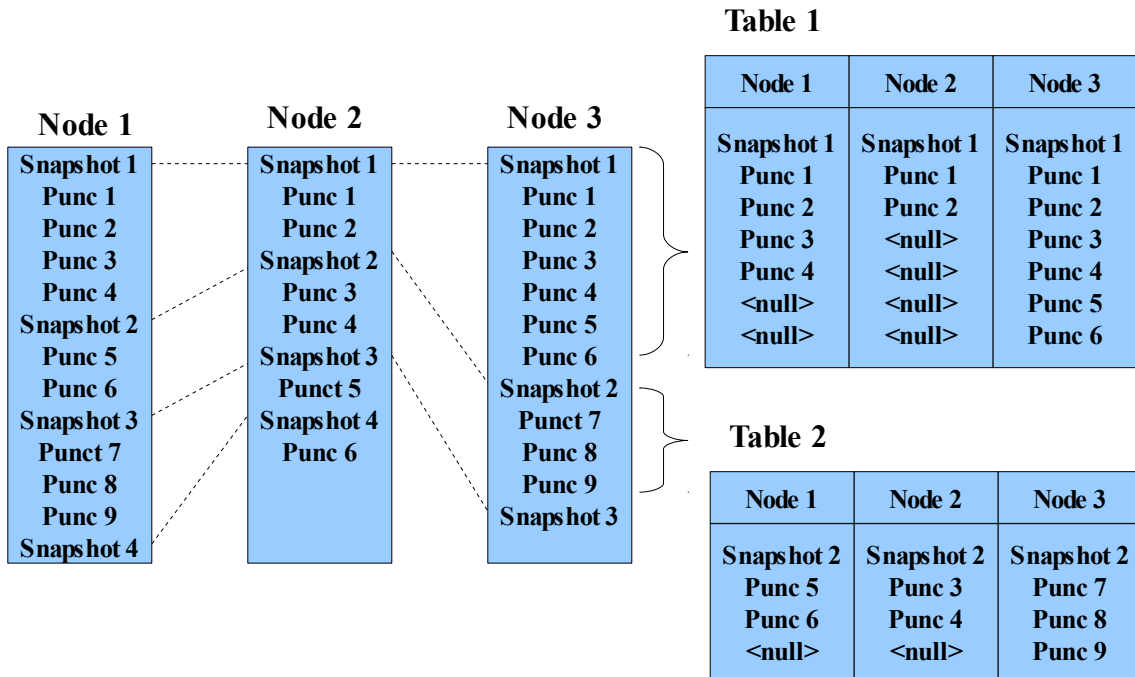 Table 1
Node 1 Node 2 Node 3
Snapshot 1 Snapshot 1 Snapshot 1
Punc 1 Punc 1 Punc 1
Punc 2 Punc 2 Punc 2
Punc 3 <null> Punc 3
Punc 4 <null> Punc 4
<null> <null> Punc 5
<null> <null> Punc 6
Node 1
Snapshot 1
Punc 1
Punc 2
Punc 3
Punc 4
Snapshot 2
Punc 5
Punc 6
Snapshot 3
Punct 7
Punc 8
Punc 9
Snapshot 4
Node 2
Snapshot 1
Punc 1
Punc 2
Snapshot 2
Punc 3
Punc 4
Snapshot 3
Punct 5
Snapshot 4
Punc 6
Node 3
Snapshot 1
Punc 1
Punc 2
Punc 3
Punc 4
Punc 5
Punc 6
Snapshot 2
Punct 7
Punc 8
Punc 9
Snapshot 3
Table 2
Node 1 Node 2 Node 3
Snapshot 2 Snapshot 2 Snapshot 2
Punc 5 Punc 3 Punc 7
Punc 6 Punc 4 Punc 8
<null> <null> Punc 9